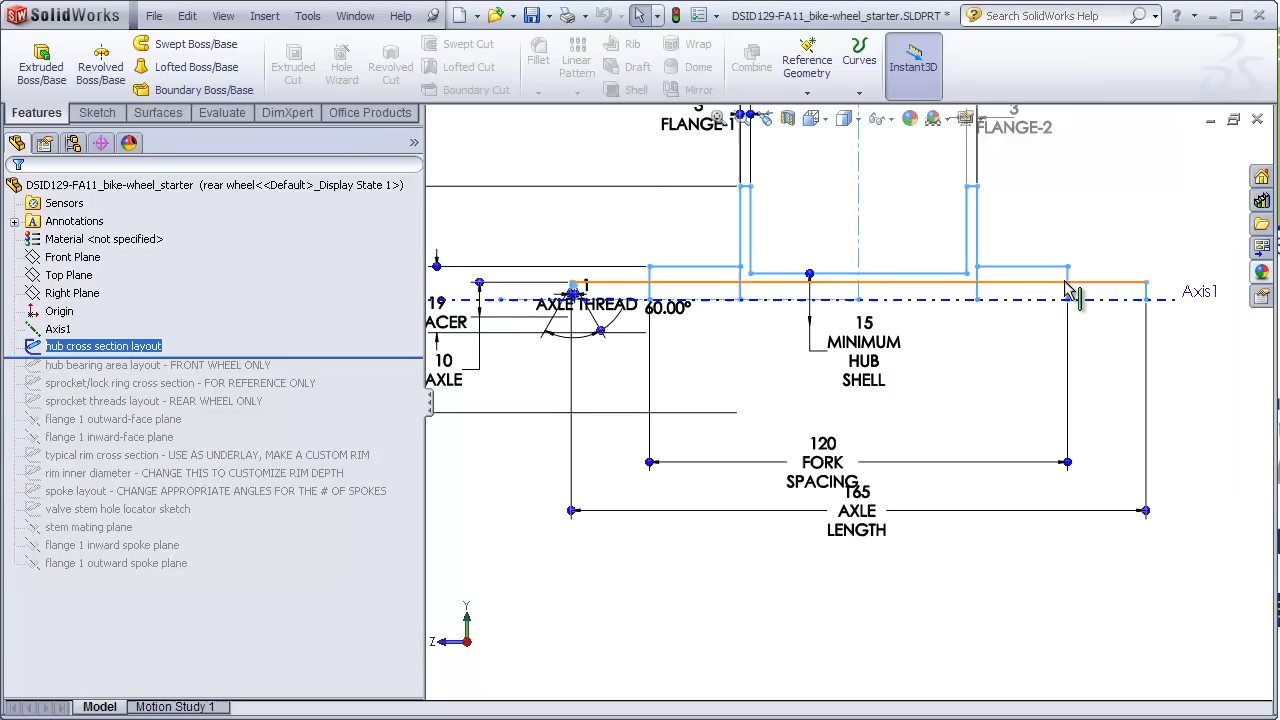 SolidWorks
File Edit View Insert Tools Window Help
DSID129-FA11_bike-wheel_starter.SLDPRT *
Search SolidWorks Help
Extruded Boss/Base
Revolved Boss/Base
Swept Boss/Base
Lofted Boss/Base
Boundary Boss/Base
Extruded Cut
Hole Wizard
Revolved Cut
Swept Cut
Lofted Cut
Boundary Cut
Fillet
Linear Pattern
Rib
Draft
Shell
Wrap
Dome
Mirror
Combine
Reference Geometry
Curves
Instant3D
Features Sketch Surfaces Evaluate DimXpert Office Products
DSID129-FA11_bike-wheel_starter (rear wheel<<Default>_Display State 1>)
Sensors
Annotations
Material <not specified>
Front Plane
Top Plane
Right Plane
Origin
Axis1
hub cross section layout
hub bearing area layout - FRONT WHEEL ONLY
sprocket/lock ring cross section - FOR REFERENCE ONLY
sprocket threads layout - REAR WHEEL ONLY
flange 1 outward-face plane
flange 1 inward-face plane
typical rim cross-section - USE AS UNDERLAY, MAKE A CUSTOM RIM
rim inner diameter - CHANGE THIS TO CUSTOMIZE RIM DEPTH
spoke layout - CHANGE APPROPRIATE ANGLES FOR THE # OF SPOKES
valve stem hole locator sketch
stem mating plane
flange 1 inward spoke plane
flange 1 outward spoke plane
3
FLANGE-1
3
FLANGE-2
1
AXLE THREAD
60.00°
Axis1
19
ACER
10
AXLE
15
MINIMUM
HUB
SHELL
120
FORK
SPACING
165
AXLE
LENGTH
Y
Z
Model Motion Study 1